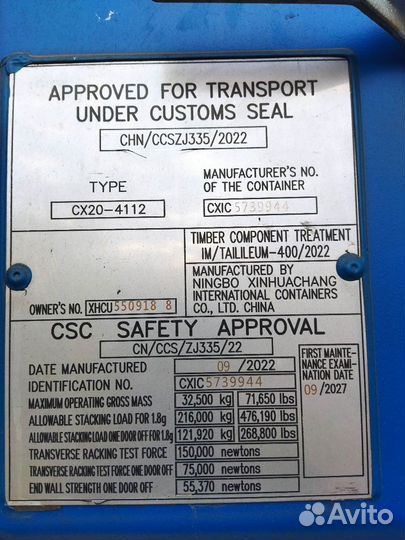 APPROVED FOR TRANSPORT
UNDER CUSTOMS SEAL
CHN/CCSZJ335/2022
TYPE
CX20-4112
MANUFACTURER'S NO.
OF THE CONTAINER
CXIC 5739944
TIMBER COMPONENT TREATMENT
IM/TAILILEUM-400/2022
MANUFACTURED BY
NINGBO XINHUACHANG
INTERNATIONAL CONTAINERS
CO., LTD. CHINA
OWNER'S NO. XHCU 550918 8
CSC SAFETY APPROVAL
CN/CCS/ZJ335/22
DATE MANUFACTURED 09 /2022
IDENTIFICATION NO. CXIC5739944
MAXIMUM OPERATING GROSS MASS 32,500 kg 71,650 lbs
ALLOWABLE STACKING LOAD FOR 1.8g 216,000 kg 476,190 lbs
ALLOWABLE STACKING LOAD ONE DOOR OFF FOR 1.8g 121,920 kg 268,800 lbs
TRANSVERSE RACKING TEST FORCE 150,000 newtons
TRANSVERSE RACKING TEST FORCE ONE DOOR OFF 75,000 newtons
END WALL STRENGTH ONE DOOR OFF 55,370 newtons
FIRST MAINTE-
NANCE EXAMI-
NATION DATE
09 /2027
Avito